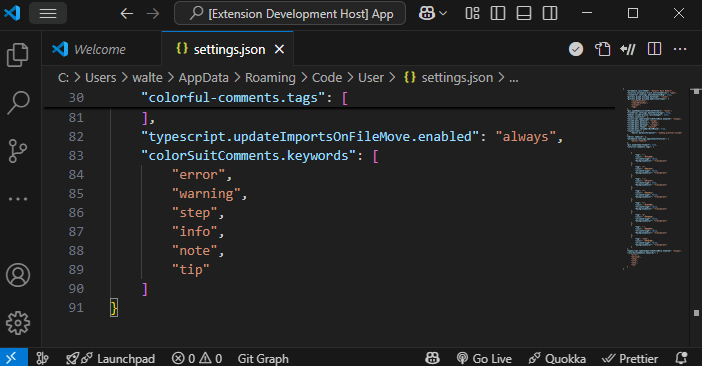 [Extension Development Host] App
Welcome
{} settings.json
C: > Users > walte > AppData > Roaming > Code > User > {} settings.json > ...
30 "colorful-comments.tags": [
81 ],
82 "typescript.updateImportsOnFileMove.enabled": "always",
83 "colorSuitComments.keywords": [
84 "error",
85 "warning",
86 "step",
87 "info",
88 "note",
89 "tip"
90 ]
91 }
Launchpad 0 0 Git Graph Go Live Quokka Prettier